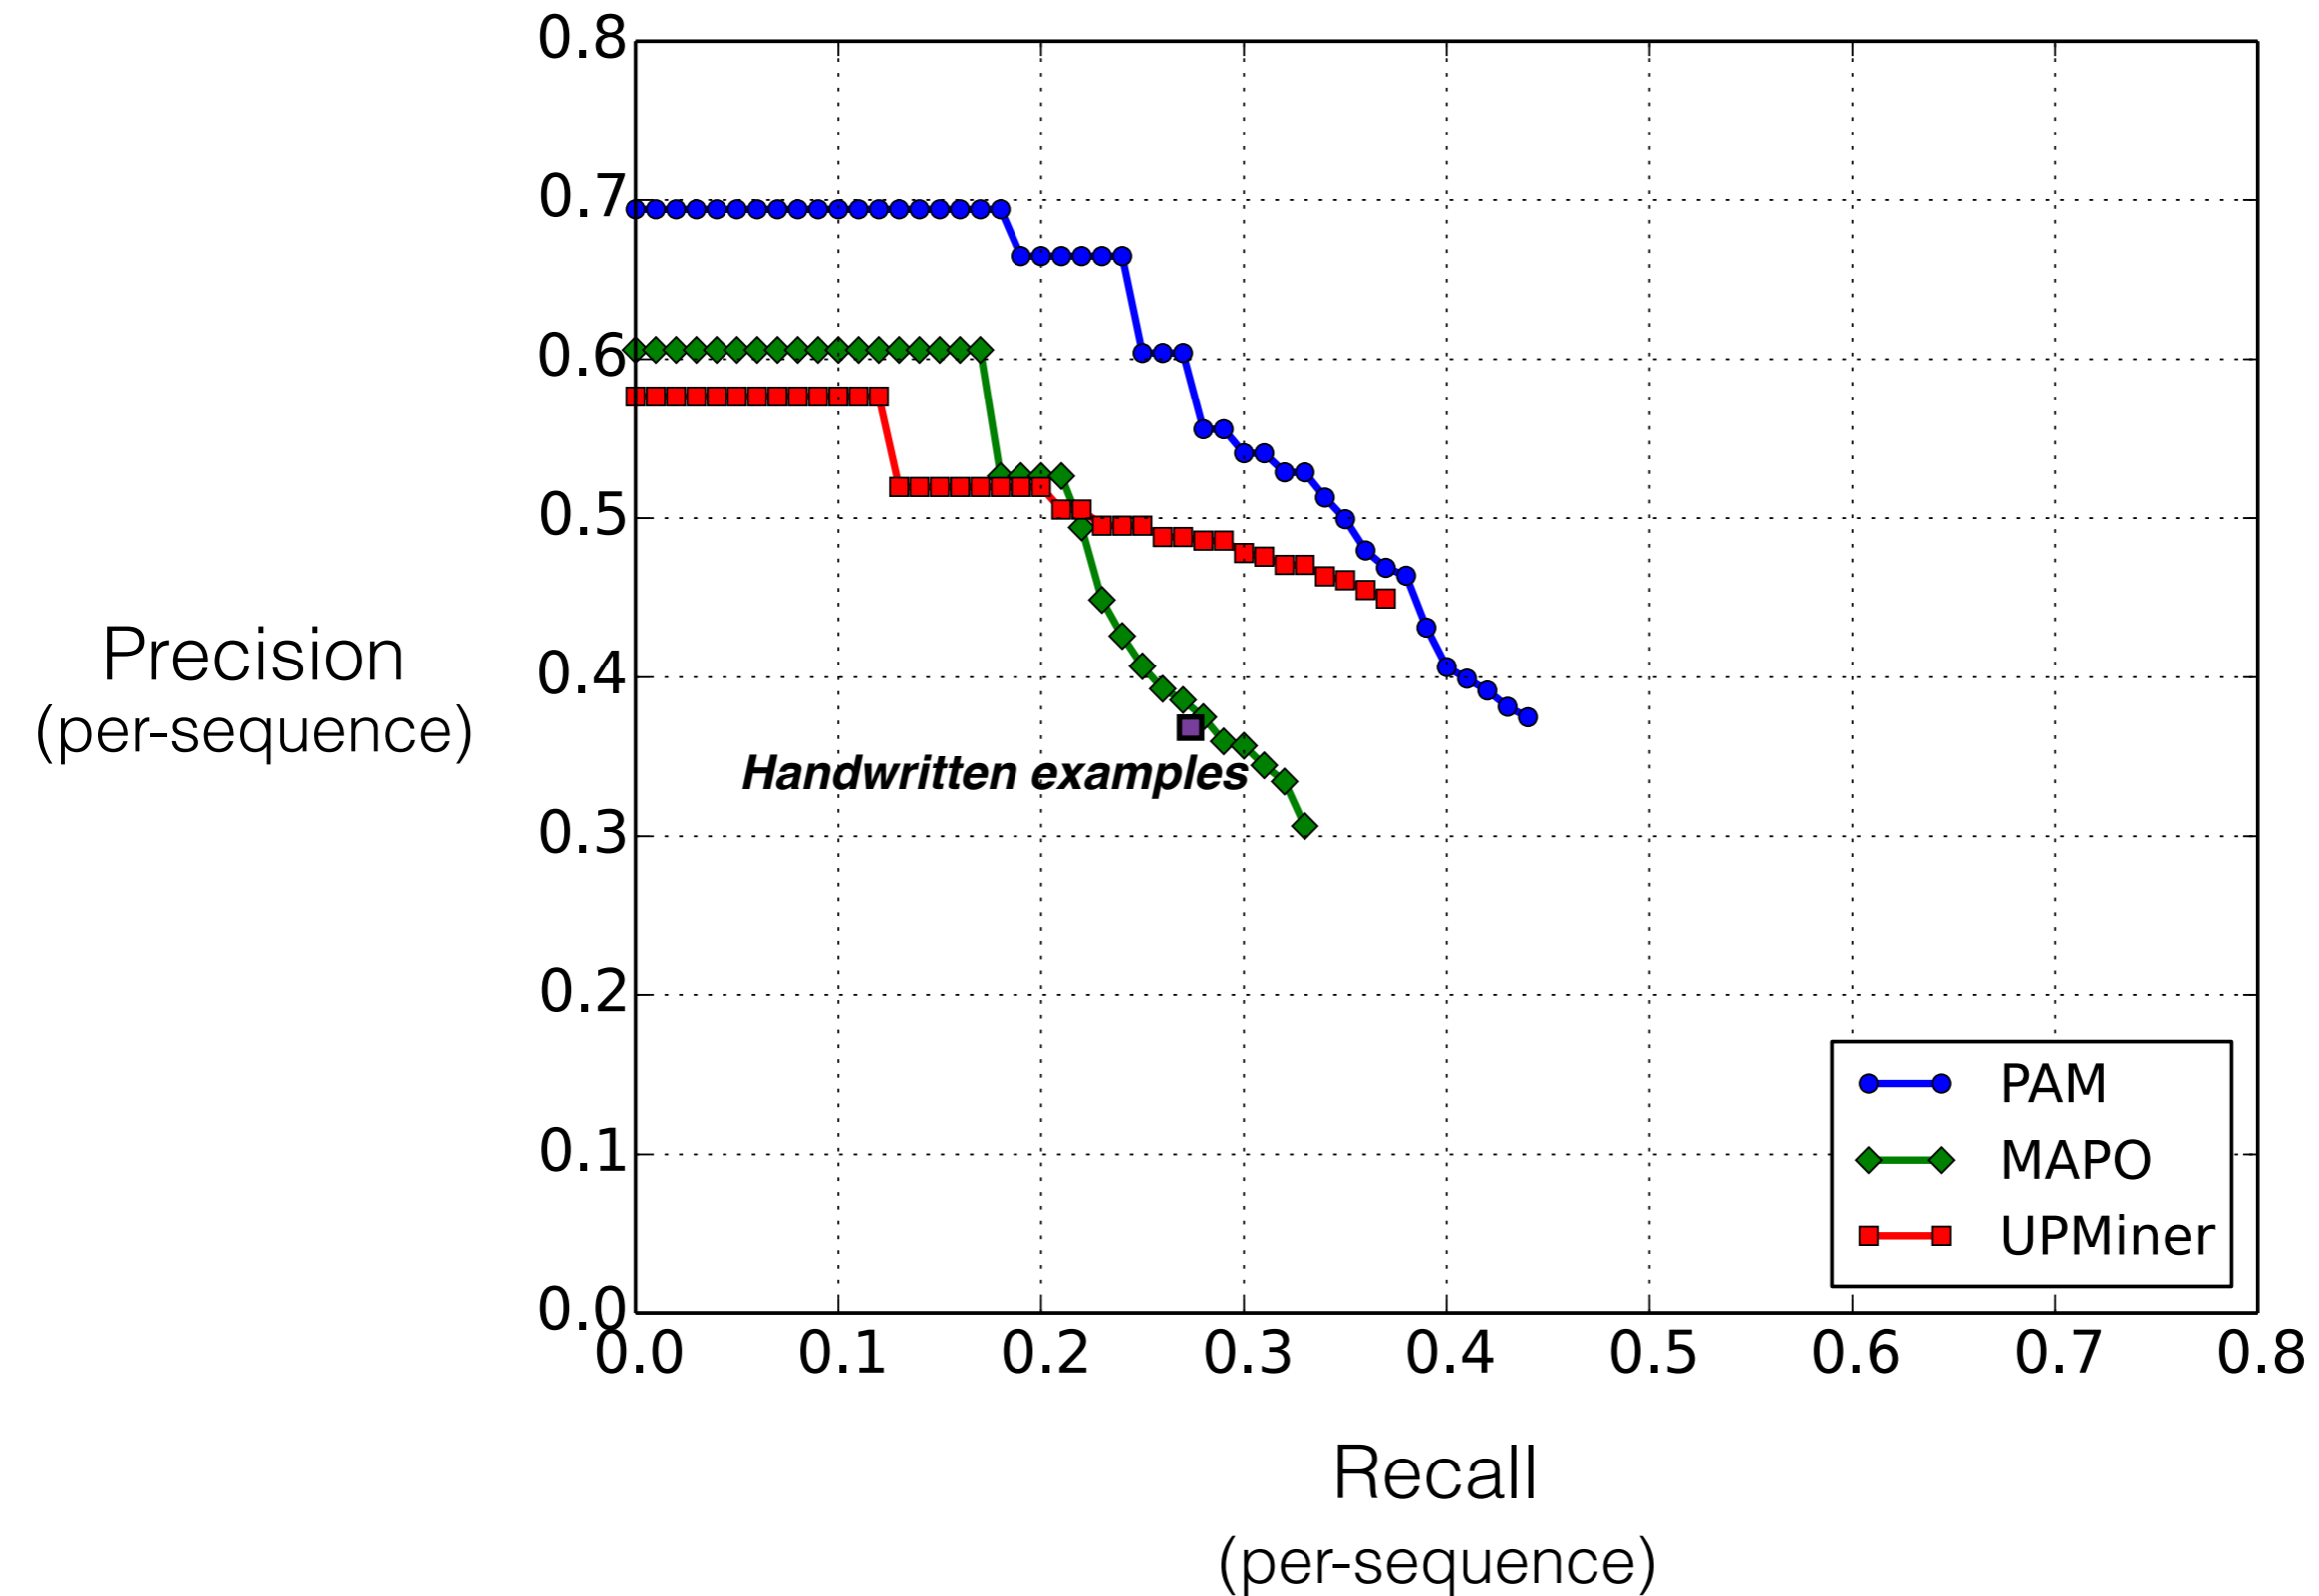 0.8
0.7
0.6
0.5
0.4
0.3
0.2
0.1
0.0
Precision
(per-sequence)
Handwritten examples
PAM
MAPO
UPMiner
0.0 0.1 0.2 0.3 0.4 0.5 0.6 0.7 0.8
Recall
(per-sequence)